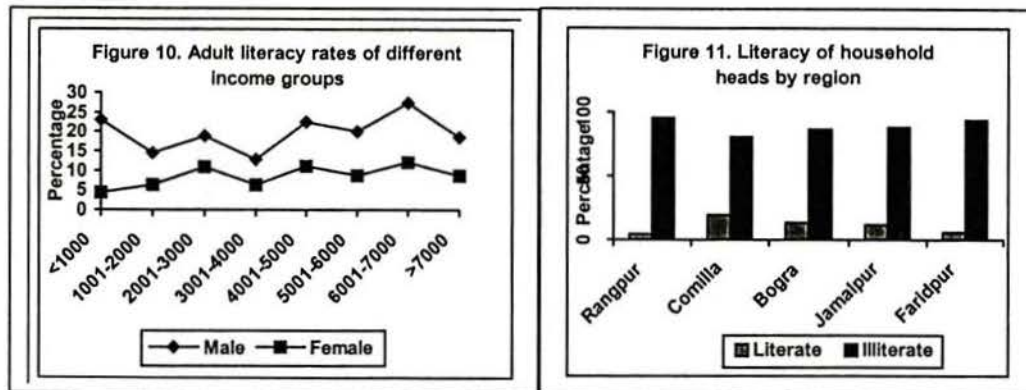 Figure 10. Adult literacy rates of different
income groups
Percentage
30
25
20
15
10
5
0
<1000
1001-2000
2001-3000
3001-4000
4001-5000
5001-6000
6001-7000
>7000
Male Female
Figure 11. Literacy of household
heads by region
Percentage
100
50
0
Rangpur
Comilla
Bogra
Jamalpur
Faridpur
Literate Illiterate